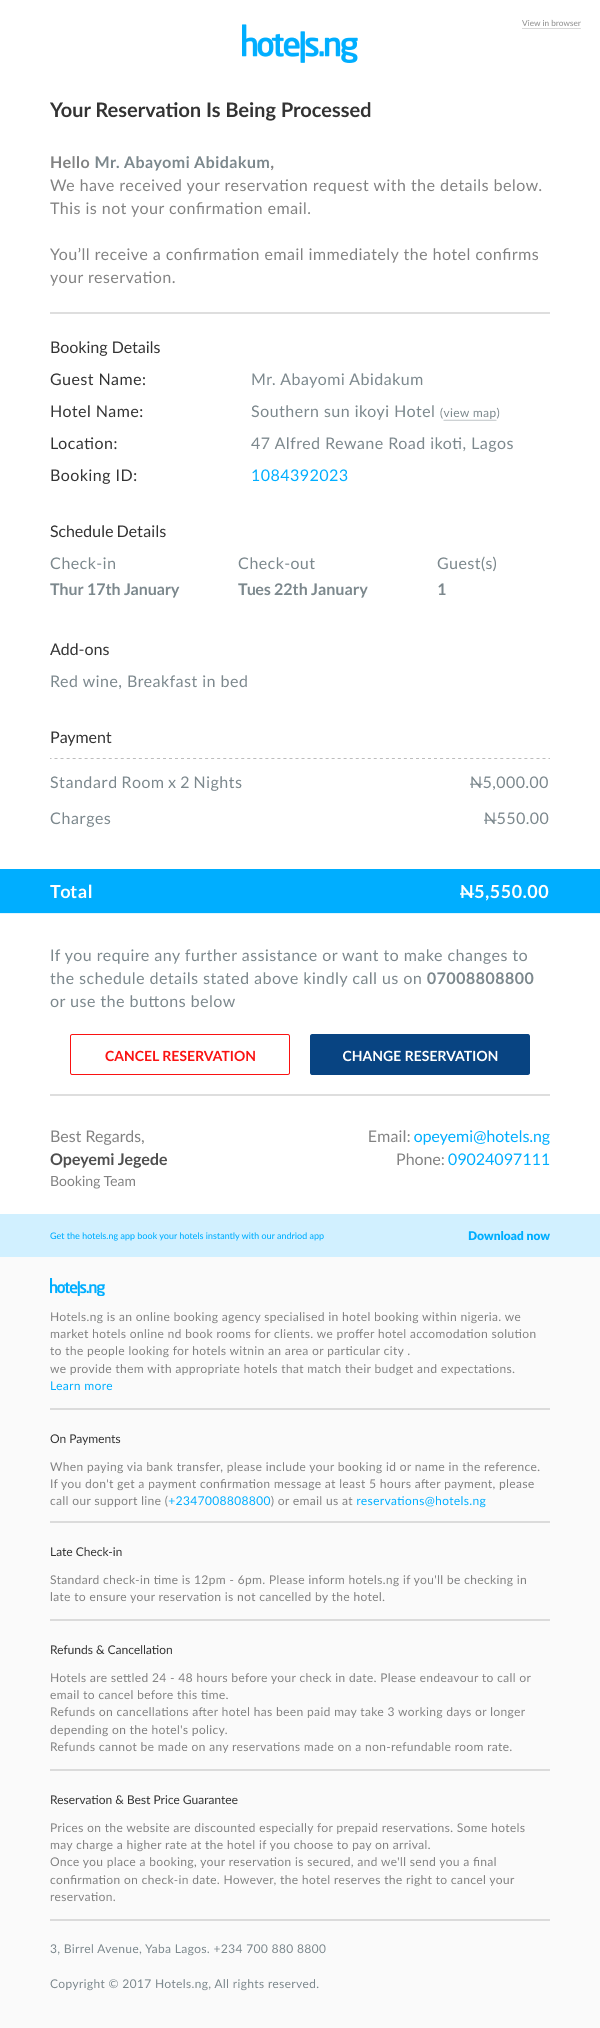 View in browser
hotels.ng
Your Reservation Is Being Processed
Hello Mr. Abayomi Abidakum,
We have received your reservation request with the details below.
This is not your confirmation email.
You’ll receive a confirmation email immediately the hotel confirms
your reservation.
Booking Details
Guest Name: Mr. Abayomi Abidakum
Hotel Name: Southern sun ikoyi Hotel (view map)
Location: 47 Alfred Rewane Road ikoti, Lagos
Booking ID: 1084392023
Schedule Details
Check-in Check-out Guest(s)
Thur 17th January Tues 22th January 1
Add-ons
Red wine, Breakfast in bed
Payment
Standard Room x 2 Nights ₦5,000.00
Charges ₦550.00
Total ₦5,550.00
If you require any further assistance or want to make changes to
the schedule details stated above kindly call us on 07008808800
or use the buttons below
CANCEL RESERVATION CHANGE RESERVATION
Best Regards, Email: opeyemi@hotels.ng
Opeyemi Jegede Phone: 09024097111
Booking Team
Get the hotels.ng app book your hotels instantly with our andriod app Download now
hotels.ng
Hotels.ng is an online booking agency specialised in hotel booking within nigeria. we
market hotels online nd book rooms for clients. we proffer hotel accomodation solution
to the people looking for hotels witnin an area or particular city .
we provide them with appropriate hotels that match their budget and expectations.
Learn more
On Payments
When paying via bank transfer, please include your booking id or name in the reference.
If you don't get a payment confirmation message at least 5 hours after payment, please
call our support line (+2347008808800) or email us at reservations@hotels.ng
Late Check-in
Standard check-in time is 12pm - 6pm. Please inform hotels.ng if you'll be checking in
late to ensure your reservation is not cancelled by the hotel.
Refunds & Cancellation
Hotels are settled 24 - 48 hours before your check in date. Please endeavour to call or
email to cancel before this time.
Refunds on cancellations after hotel has been paid may take 3 working days or longer
depending on the hotel's policy.
Refunds cannot be made on any reservations made on a non-refundable room rate.
Reservation & Best Price Guarantee
Prices on the website are discounted especially for prepaid reservations. Some hotels
may charge a higher rate at the hotel if you choose to pay on arrival.
Once you place a booking, your reservation is secured, and we'll send you a final
confirmation on check-in date. However, the hotel reserves the right to cancel your
reservation.
3, Birrel Avenue, Yaba Lagos. +234 700 880 8800
Copyright © 2017 Hotels.ng, All rights reserved.